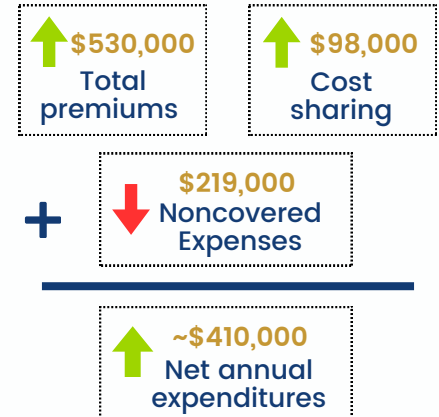 $530,000
Total
premiums
$98,000
Cost
sharing
+
$219,000
Noncovered
Expenses
~$410,000
Net annual
expenditures